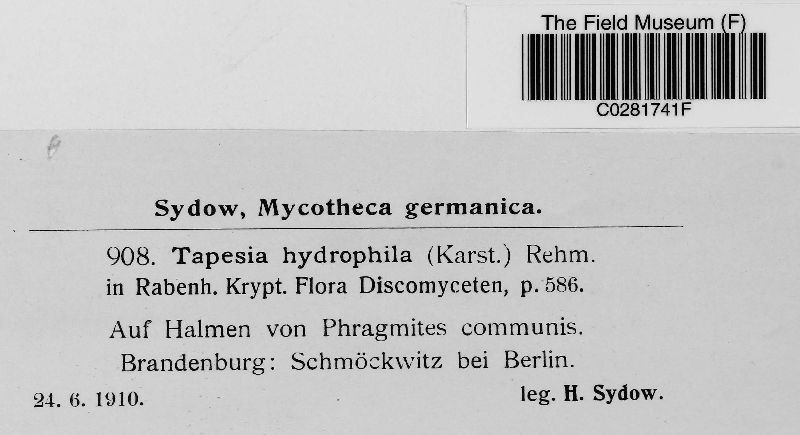 The Field Museum (F)
C0281741F
Sydow, Mycotheca germanica.
908. Tapesia hydrophila (Karst.) Rehm.
in Rabenh. Krypt. Flora Discomyceten, p. 586.
Auf Halmen von Phragmites communis.
Brandenburg: Schmöckwitz bei Berlin.
24. 6. 1910. leg. H. Sydow.